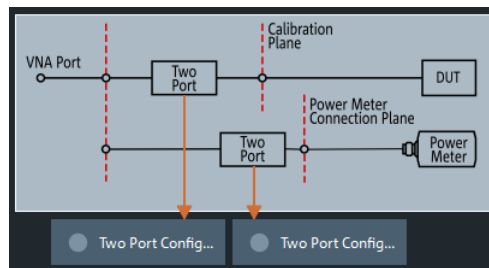 Calibration
Plane
VNA Port
Two
Port
DUT
Power Meter
Connection Plane
Two
Port
Power
Meter
Two Port Config...
Two Port Config...